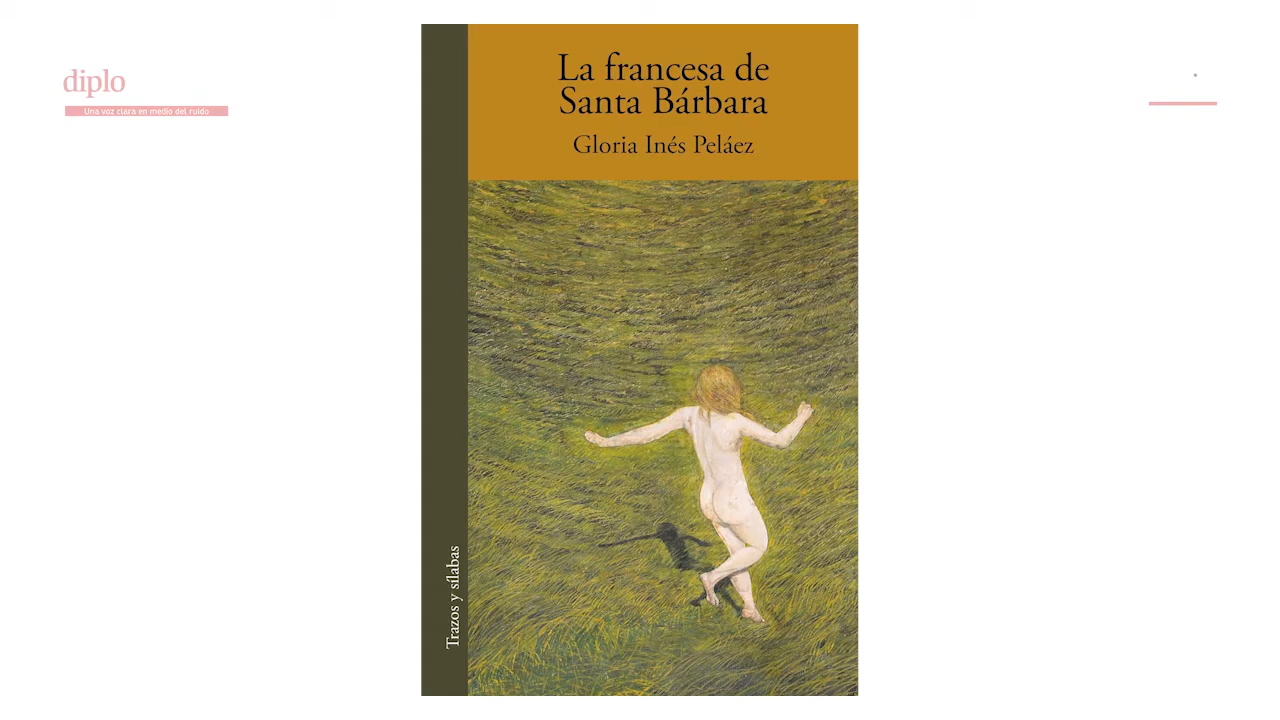 diplo
Una voz clara en medio del ruido
La francesa de
Santa Bárbara
Gloria Inés Peláez
Trazos y sílabas